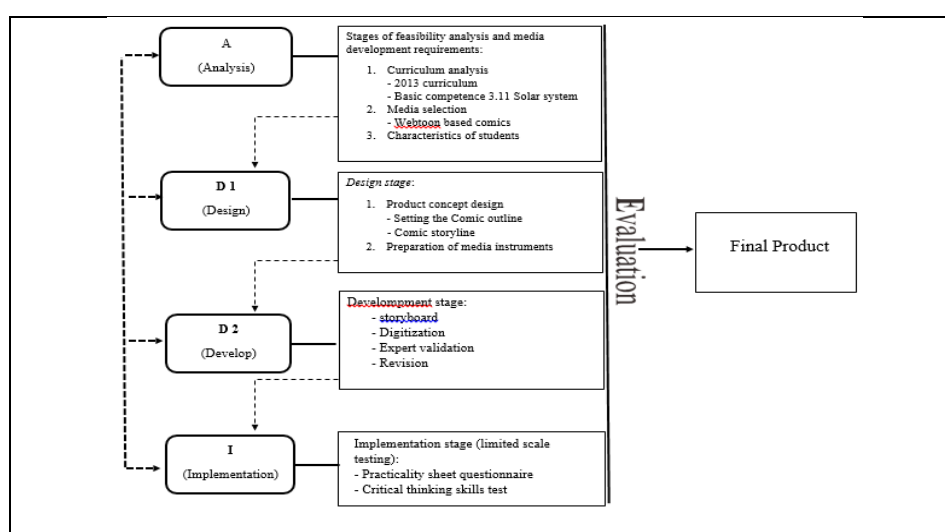 A
(Analysis)
Stages of feasibility analysis and media
development requirements:
1. Curriculum analysis
- 2013 curriculum
- Basic competence 3.11 Solar system
2. Media selection
- Webtoon based comics
3. Characteristics of students
D 1
(Design)
Design stage:
1. Product concept design
- Setting the Comic outline
- Comic storyline
2. Preparation of media instruments
D 2
(Develop)
Develompment stage:
- storyboard
- Digitization
- Expert validation
- Revision
I
(Implementation)
Implementation stage (limited scale
testing):
- Practicality sheet questionnaire
- Critical thinking skills test
Evaluation
Final Product